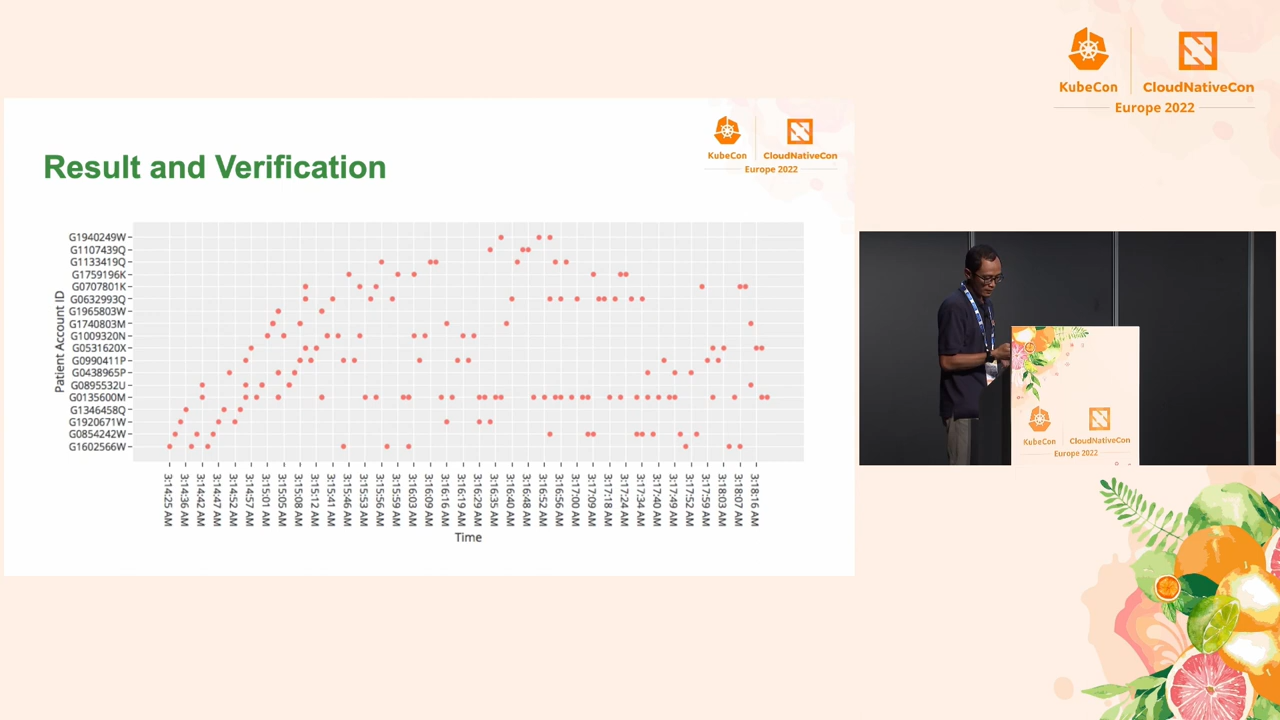 KubeCon
CloudNativeCon
Europe 2022
KubeCon
CloudNativeCon
Europe 2022
Result and Verification
Patient Account ID
G1940249W
G1107439Q
G1133419Q
G1759196K
G0707801K
G0632993Q
G1965803W
G1740803M
G1009320N
G0531620X
G0990411P
G0438965P
G0895532U
G0135600M
G1346458Q
G1920671W
G0854242W
G1602566W
3:14:25 AM
3:14:36 AM
3:14:42 AM
3:14:47 AM
3:14:52 AM
3:14:57 AM
3:15:01 AM
3:15:05 AM
3:15:08 AM
3:15:12 AM
3:15:41 AM
3:15:46 AM
3:15:53 AM
3:15:56 AM
3:15:59 AM
3:16:03 AM
3:16:09 AM
3:16:16 AM
3:16:19 AM
3:16:29 AM
3:16:35 AM
3:16:40 AM
3:16:48 AM
3:16:52 AM
3:16:56 AM
3:17:00 AM
3:17:09 AM
3:17:18 AM
3:17:24 AM
3:17:34 AM
3:17:40 AM
3:17:49 AM
3:17:52 AM
3:17:59 AM
3:18:03 AM
3:18:07 AM
3:18:16 AM
Time
KubeCon
CloudNativeCon
Europe 2022